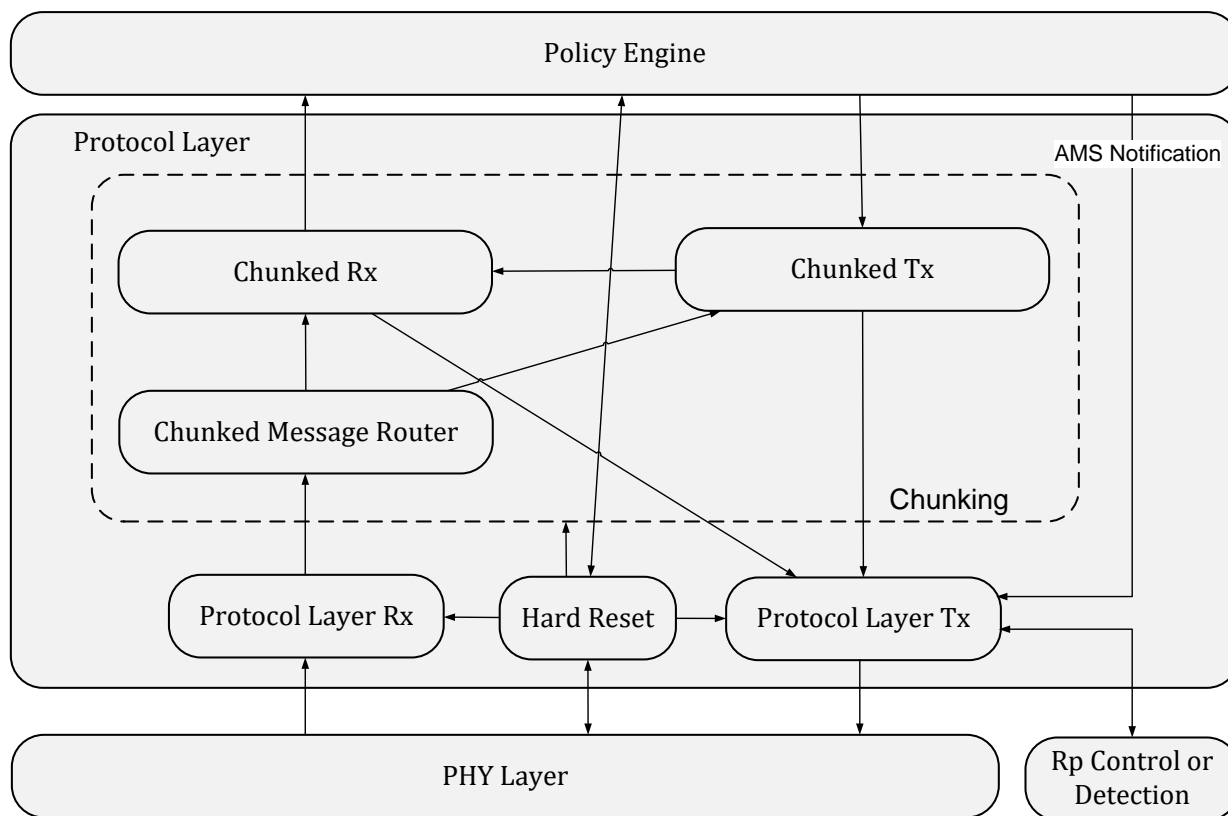 Policy Engine
Protocol Layer
AMS Notification
Chunked Rx
Chunked Tx
Chunked Message Router
Chunking
Protocol Layer Rx
Hard Reset
Protocol Layer Tx
PHY Layer
Rp Control or
Detection